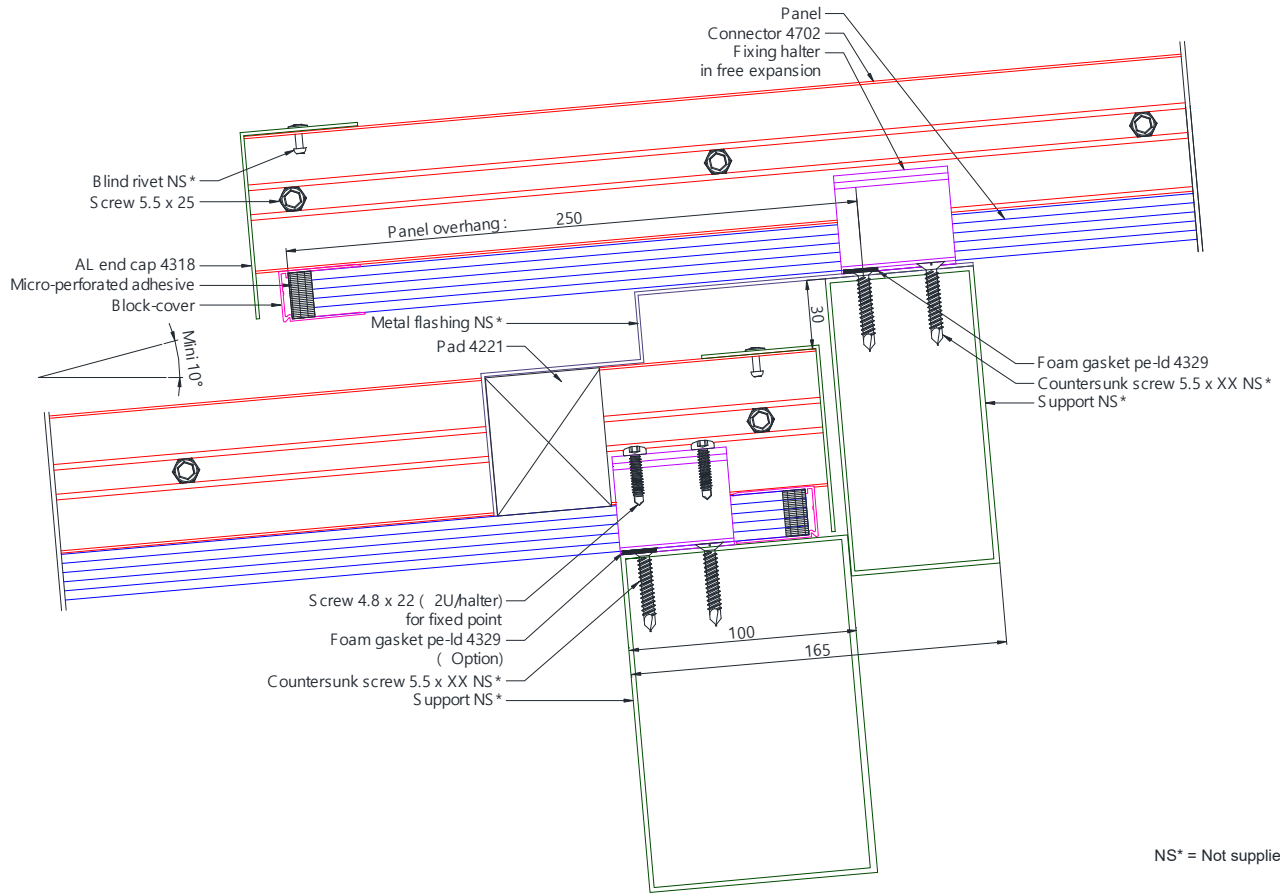 Panel
Connector 4702
Fixing halter
in free expansion
Blind rivet NS*
Screw 5.5 x 25
Panel overhang : 250
AL end cap 4318
Micro-perforated adhesive
Block-cover
Metal flashing NS*
Pad 4221
30
Mini 10°
Foam gasket pe-ld 4329
Countersunk screw 5.5 x XX NS*
Support NS*
Screw 4.8 x 22 ( 2U/halter)
for fixed point
Foam gasket pe-ld 4329
( Option)
Countersunk screw 5.5 x XX NS*
Support NS*
100
165
NS* = Not supplie